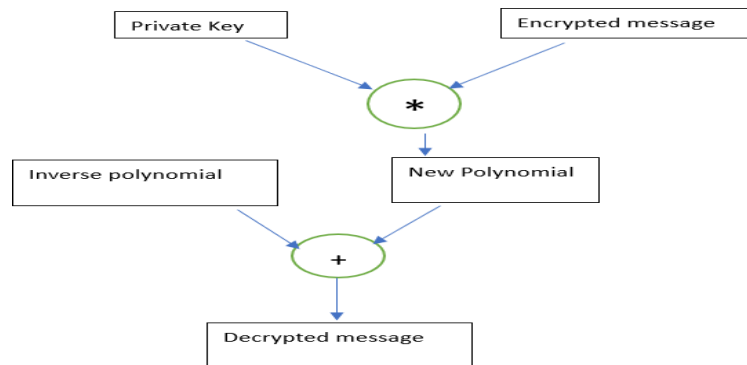 Private Key
Encrypted message
*
Inverse polynomial
New Polynomial
+
Decrypted message